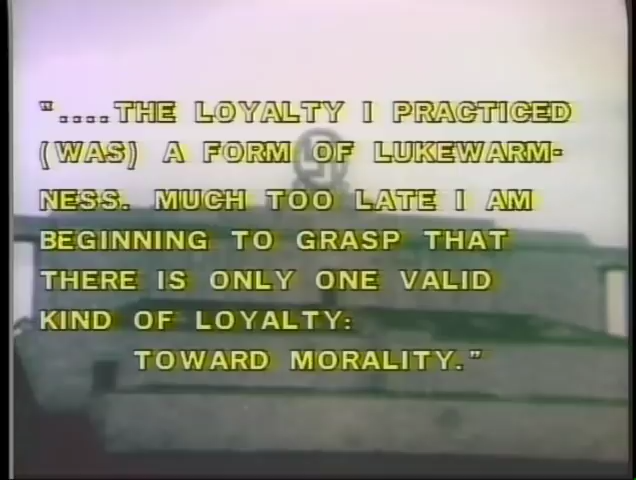 "....THE LOYALTY I PRACTICED
(WAS) A FORM OF LUKEWARM-
NESS. MUCH TOO LATE I AM
BEGINNING TO GRASP THAT
THERE IS ONLY ONE VALID
KIND OF LOYALTY:
TOWARD MORALITY."